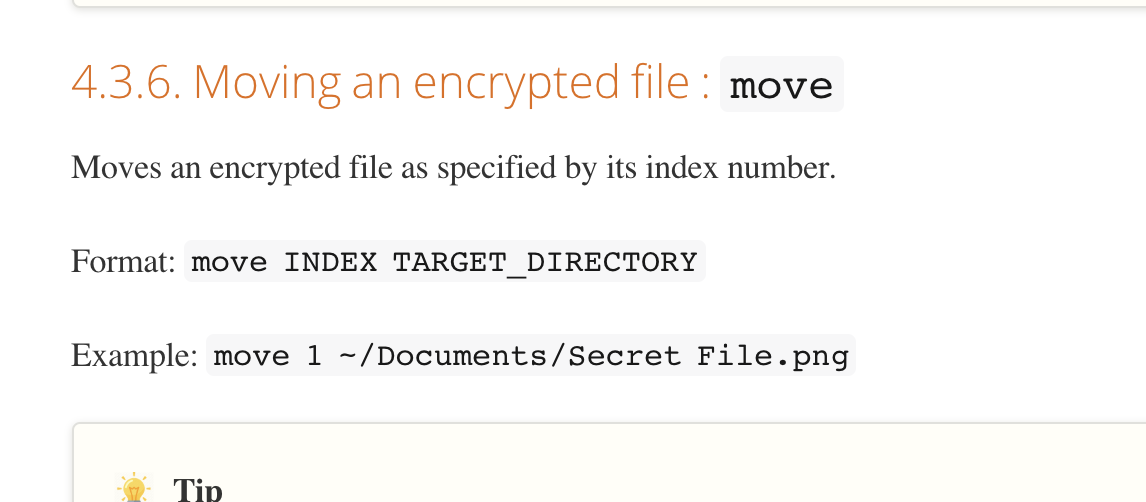 4.3.6. Moving an encrypted file : move
Moves an encrypted file as specified by its index number.
Format: move INDEX TARGET_DIRECTORY
Example: move 1 ~/Documents/Secret File.png
Tip